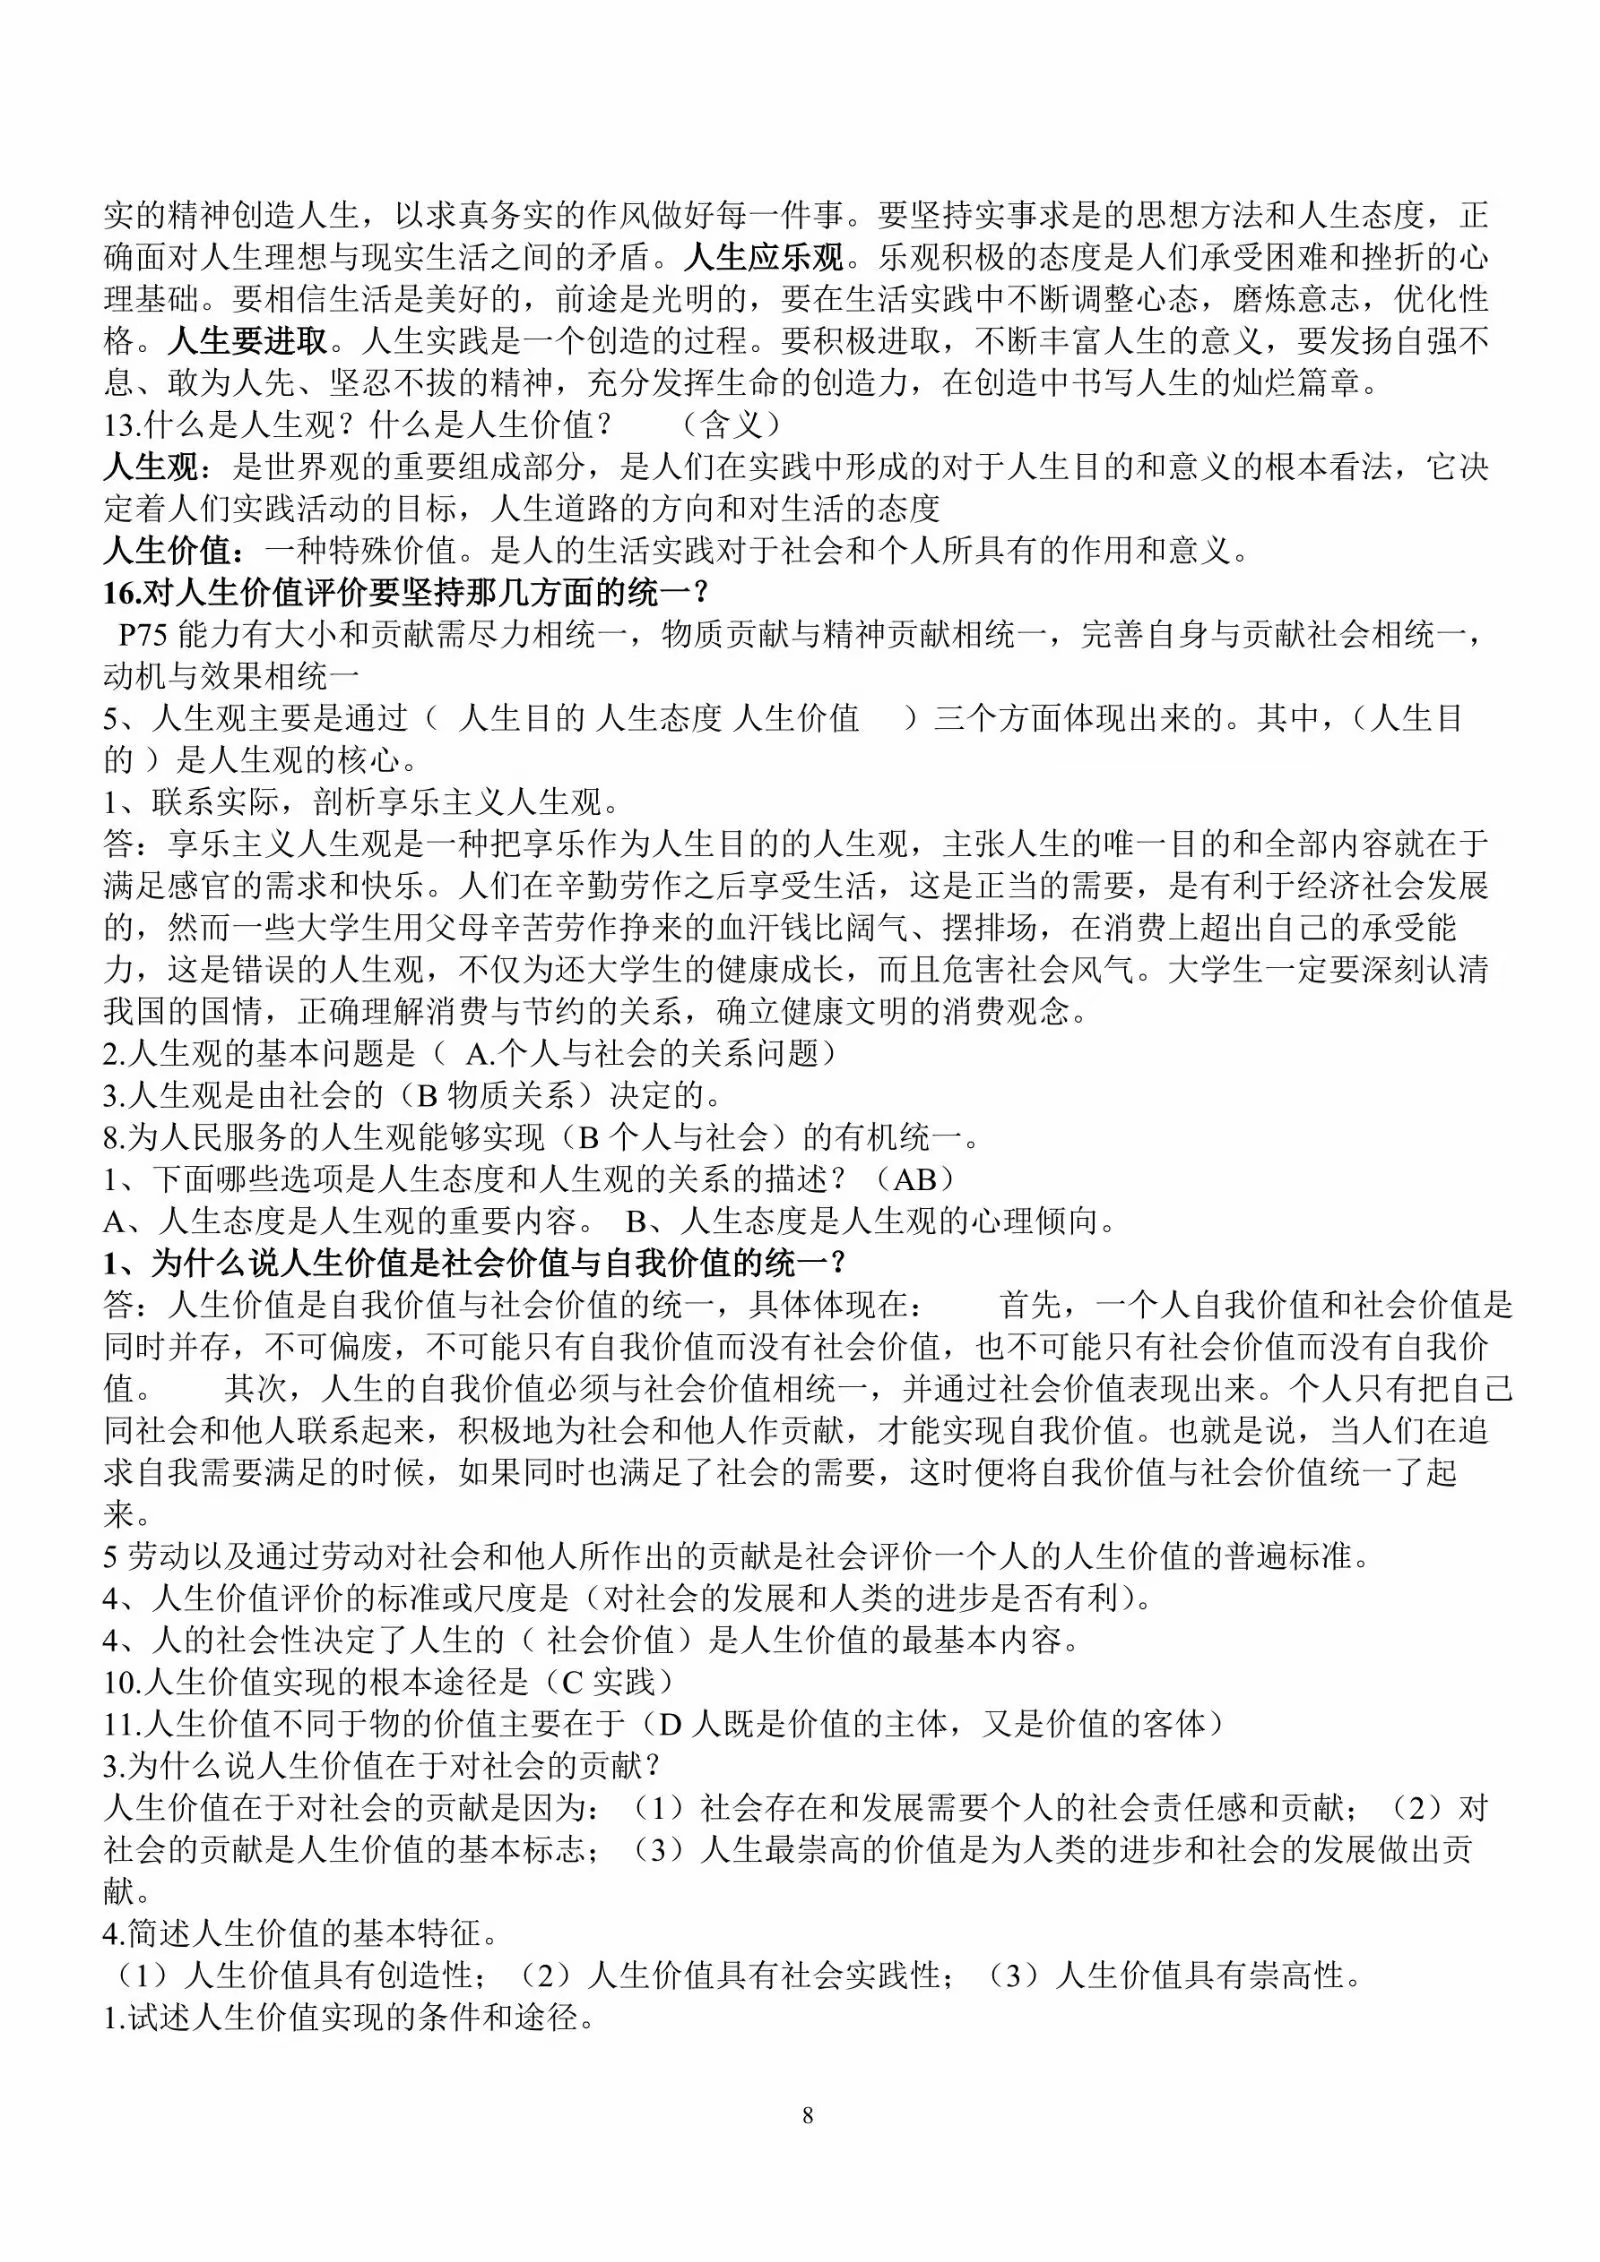 实的精神创造人生，以求真务实的作风做好每一件事。要坚持实事求是的思想方法和人生态度，正
确面对人生理想与现实生活之间的矛盾。人生应乐观。乐观积极的态度是人们承受困难和挫折的心
理基础。要相信生活是美好的，前途是光明的，要在生活实践中不断调整心态，磨炼意志，优化性
格。人生要进取。人生实践是一个创造的过程。要积极进取，不断丰富人生的意义，要发扬自强不
息、敢为人先、坚忍不拔的精神，充分发挥生命的创造力，在创造中书写人生的灿烂篇章。
13.什么是人生观？什么是人生价值？　　（含义）
人生观：是世界观的重要组成部分，是人们在实践中形成的对于人生目的和意义的根本看法，它决
定着人们实践活动的目标，人生道路的方向和对生活的态度
人生价值：一种特殊价值。是人的生活实践对于社会和个人所具有的作用和意义。
16.对人生价值评价要坚持那几方面的统一？
P75 能力有大小和贡献需尽力相统一，物质贡献与精神贡献相统一，完善自身与贡献社会相统一，
动机与效果相统一
5、人生观主要是通过（ 人生目的 人生态度 人生价值　）三个方面体现出来的。其中，（人生目
的 ）是人生观的核心。
1、联系实际，剖析享乐主义人生观。
答：享乐主义人生观是一种把享乐作为人生目的的人生观，主张人生的唯一目的和全部内容就在于
满足感官的需求和快乐。人们在辛勤劳作之后享受生活，这是正当的需要，是有利于经济社会发展
的，然而一些大学生用父母辛苦劳作挣来的血汗钱比阔气、摆排场，在消费上超出自己的承受能
力，这是错误的人生观，不仅为还大学生的健康成长，而且危害社会风气。大学生一定要深刻认清
我国的国情，正确理解消费与节约的关系，确立健康文明的消费观念。
2.人生观的基本问题是（ A.个人与社会的关系问题）
3.人生观是由社会的（B 物质关系）决定的。
8.为人民服务的人生观能够实现（B 个人与社会）的有机统一。
1、下面哪些选项是人生态度和人生观的关系的描述？（AB）
A、人生态度是人生观的重要内容。 B、人生态度是人生观的心理倾向。
1、为什么说人生价值是社会价值与自我价值的统一？
答：人生价值是自我价值与社会价值的统一，具体体现在：　　首先，一个人自我价值和社会价值是
同时并存，不可偏废，不可能只有自我价值而没有社会价值，也不可能只有社会价值而没有自我价
值。　　其次，人生的自我价值必须与社会价值相统一，并通过社会价值表现出来。个人只有把自己
同社会和他人联系起来，积极地为社会和他人作贡献，才能实现自我价值。也就是说，当人们在追
求自我需要满足的时候，如果同时也满足了社会的需要，这时便将自我价值与社会价值统一了起
来。
5 劳动以及通过劳动对社会和他人所作出的贡献是社会评价一个人的人生价值的普遍标准。
4、人生价值评价的标准或尺度是（对社会的发展和人类的进步是否有利）。
4、人的社会性决定了人生的（ 社会价值）是人生价值的最基本内容。
10.人生价值实现的根本途径是（C 实践）
11.人生价值不同于物的价值主要在于（D 人既是价值的主体，又是价值的客体）
3.为什么说人生价值在于对社会的贡献？
人生价值在于对社会的贡献是因为：（1）社会存在和发展需要个人的社会责任感和贡献；（2）对
社会的贡献是人生价值的基本标志；（3）人生最崇高的价值是为人类的进步和社会的发展做出贡
献。
4.简述人生价值的基本特征。
（1）人生价值具有创造性；（2）人生价值具有社会实践性；（3）人生价值具有崇高性。
1.试述人生价值实现的条件和途径。
8